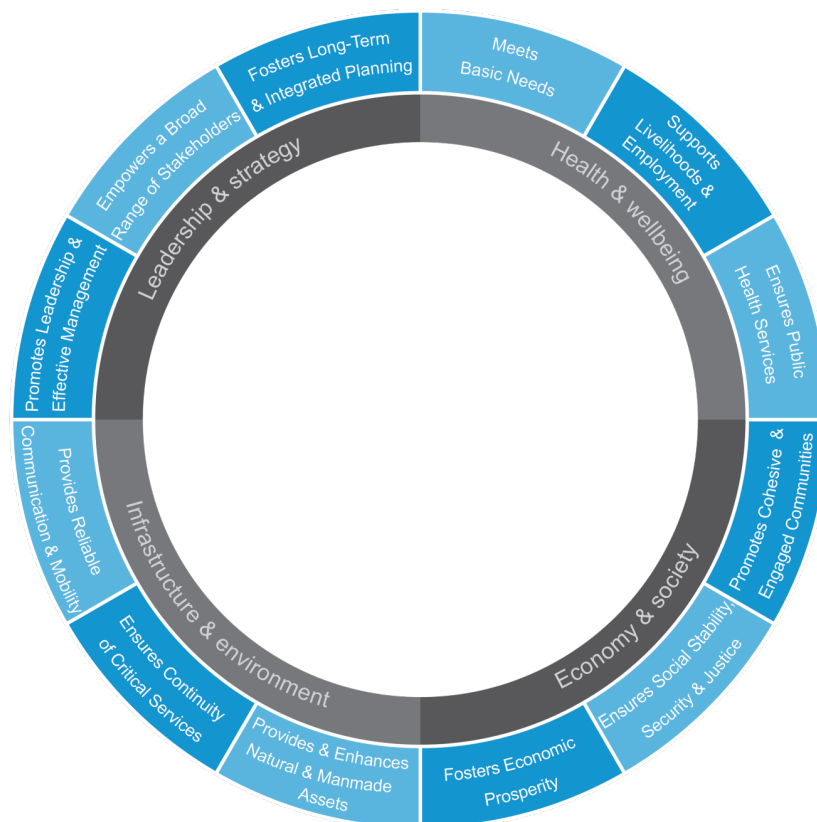 Meets
Basic Needs
Supports
Livelihoods &
Employment
Ensures Public
Health Services
Promotes Cohesive &
Engaged Communities
Ensures Social Stability,
Security & Justice
Fosters Economic
Prosperity
Provides & Enhances
Natural & Manmade
Assets
Ensures Continuity
of Critical Services
Provides Reliable
Communication & Mobility
Promotes Leadership &
Effective Management
Empowers a Broad
Range of Stakeholders
Fosters Long-Term
& Integrated Planning
Health & wellbeing
Economy & society
Infrastructure & environment
Leadership & strategy